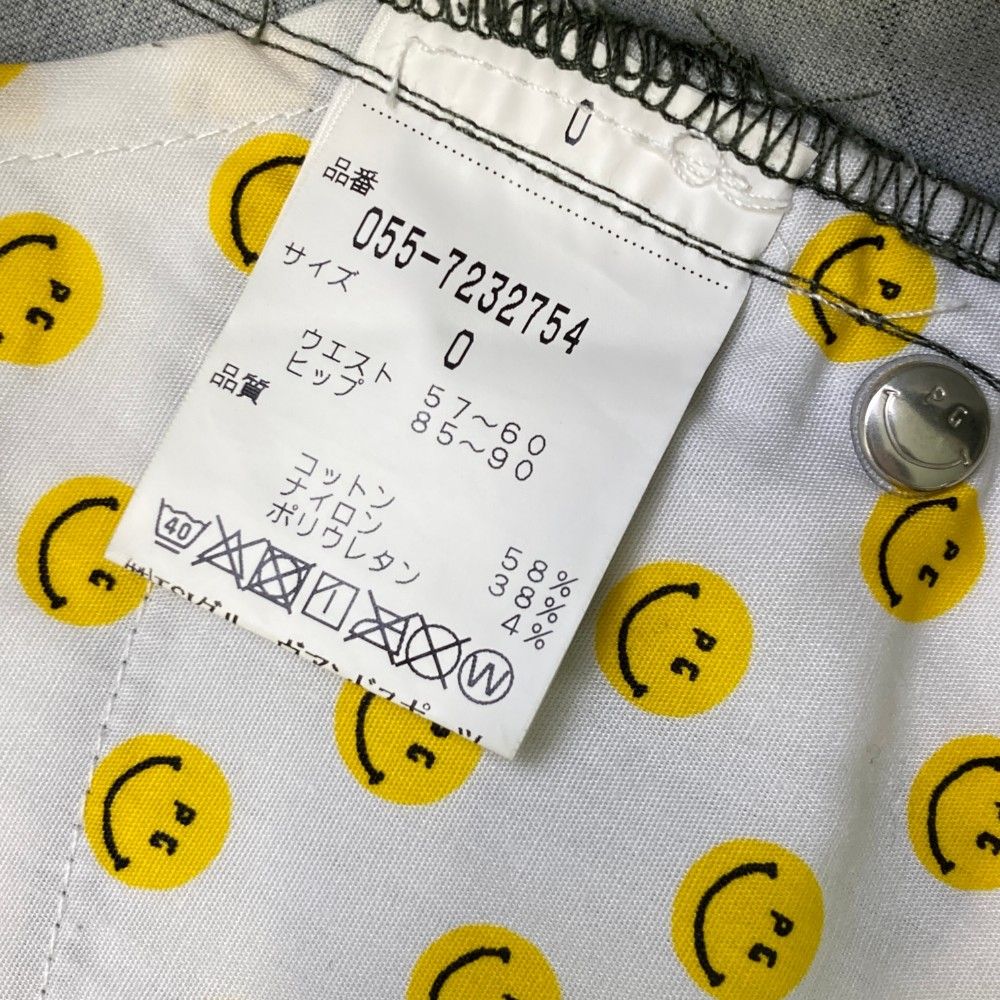 0
品番
055-7232754
サイズ
0
ウエスト 57～60
ヒップ 85～90
品質
コットン 58%
ナイロン 38%
ポリウレタン 4%
40
W
PG